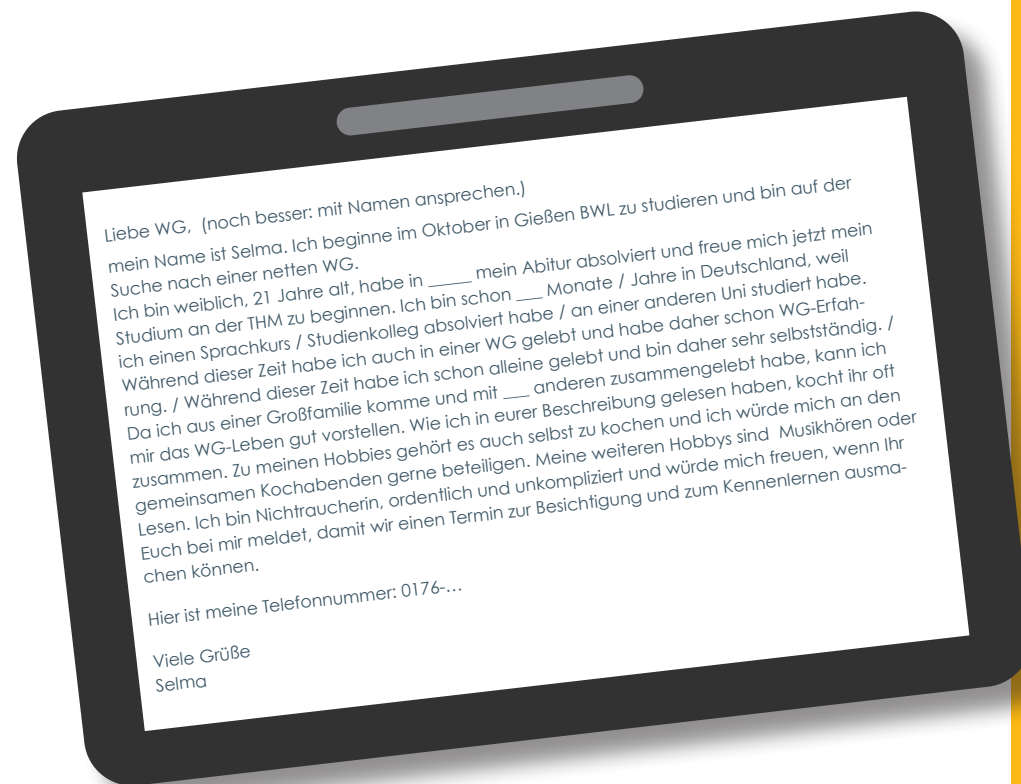 Liebe WG,  (noch besser: mit Namen ansprechen.)
mein Name ist Selma. Ich beginne im Oktober in Gießen BWL zu studieren und bin auf der
Suche nach einer netten WG.
Ich bin weiblich, 21 Jahre alt, habe in _____ mein Abitur absolviert und freue mich jetzt mein
Studium an der THM zu beginnen. Ich bin schon ___ Monate / Jahre in Deutschland, weil
ich einen Sprachkurs / Studienkolleg absolviert habe / an einer anderen Uni studiert habe.
Während dieser Zeit habe ich auch in einer WG gelebt und habe daher schon WG-Erfah-
rung. / Während dieser Zeit habe ich schon alleine gelebt und bin daher sehr selbstständig. /
Da ich aus einer Großfamilie komme und mit ___ anderen zusammengelebt habe, kann ich
mir das WG-Leben gut vorstellen. Wie ich in eurer Beschreibung gelesen haben, kocht ihr oft
zusammen. Zu meinen Hobbies gehört es auch selbst zu kochen und ich würde mich an den
gemeinsamen Kochabenden gerne beteiligen. Meine weiteren Hobbys sind  Musikhören oder
Lesen. Ich bin Nichtraucherin, ordentlich und unkompliziert und würde mich freuen, wenn Ihr
Euch bei mir meldet, damit wir einen Termin zur Besichtigung und zum Kennenlernen ausma-
chen können.
Hier ist meine Telefonnummer: 0176-...
Viele Grüße
Selma